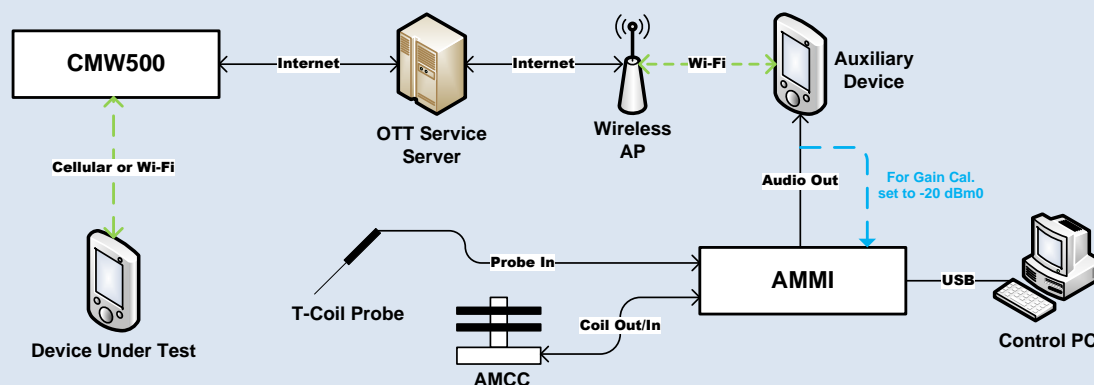 CMW500
Internet
OTT Service
Server
Internet
Wireless
AP
Wi-Fi
Auxiliary
Device
Cellular or Wi-Fi
Device Under Test
Audio Out
For Gain Cal.
set to -20 dBm0
Probe In
T-Coil Probe
Coil Out/In
AMCC
AMMI
USB
Control PC